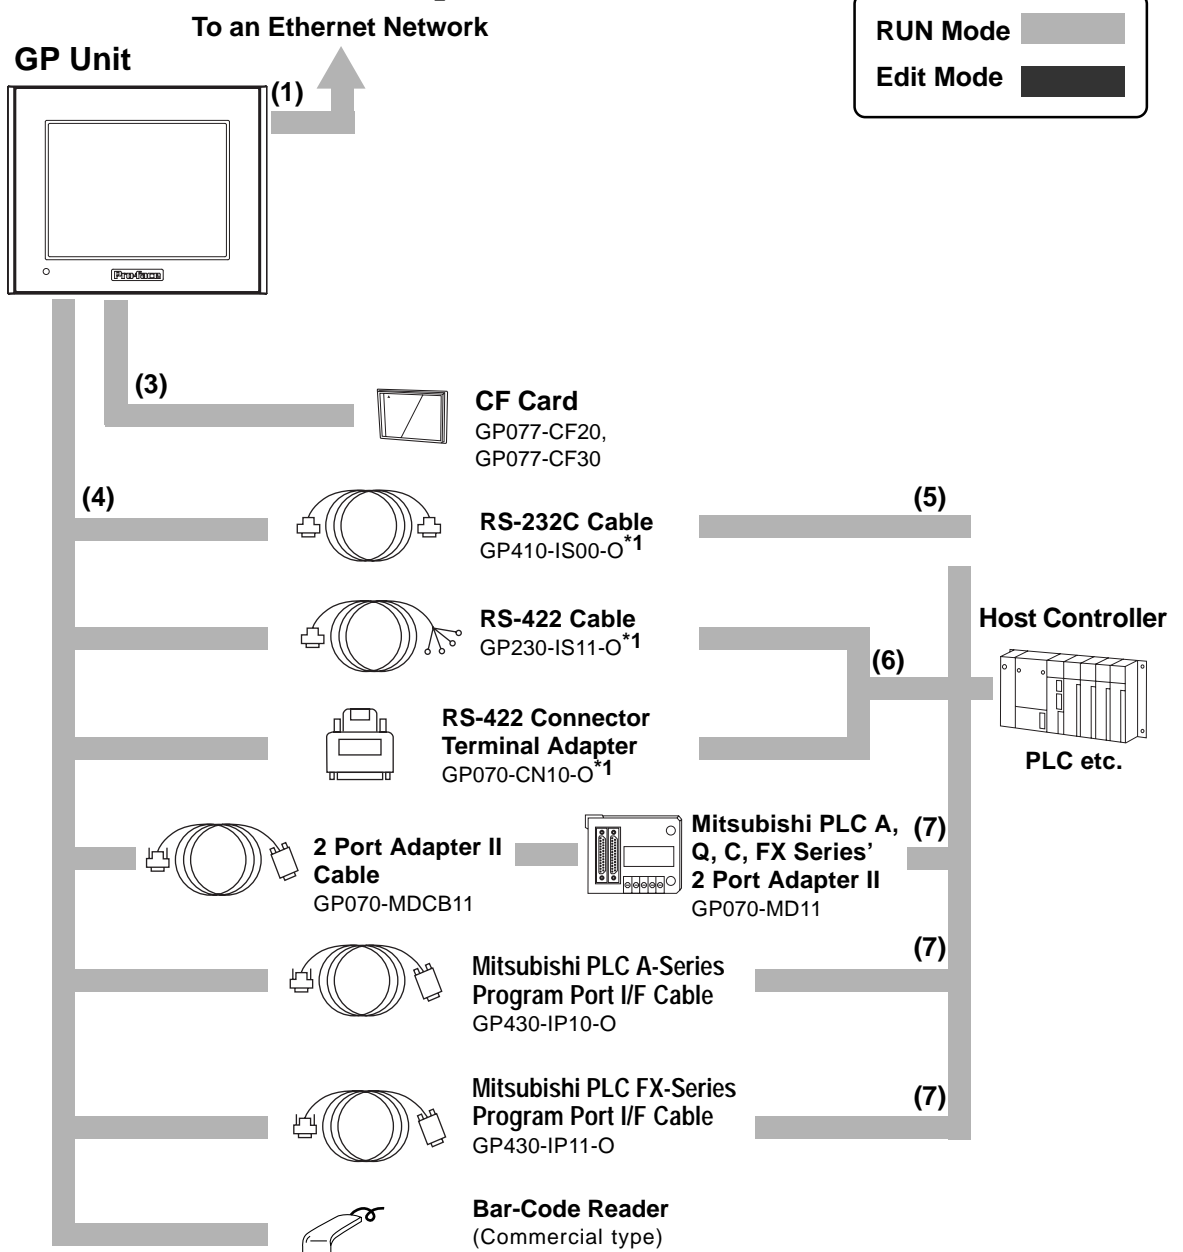 To an Ethernet Network
GP Unit
(1)
RUN Mode
Edit Mode
Pro-face
(3)
CF Card
GP077-CF20,
GP077-CF30
(4)
(5)
RS-232C Cable
GP410-IS00-O*1
RS-422 Cable
GP230-IS11-O*1
(6)
Host Controller
PLC etc.
RS-422 Connector
Terminal Adapter
GP070-CN10-O*1
2 Port Adapter II
Cable
GP070-MDCB11
Mitsubishi PLC A,
Q, C, FX Series’
2 Port Adapter II
GP070-MD11
(7)
Mitsubishi PLC A-Series
Program Port I/F Cable
GP430-IP10-O
(7)
Mitsubishi PLC FX-Series
Program Port I/F Cable
GP430-IP11-O
(7)
Bar-Code Reader
(Commercial type)